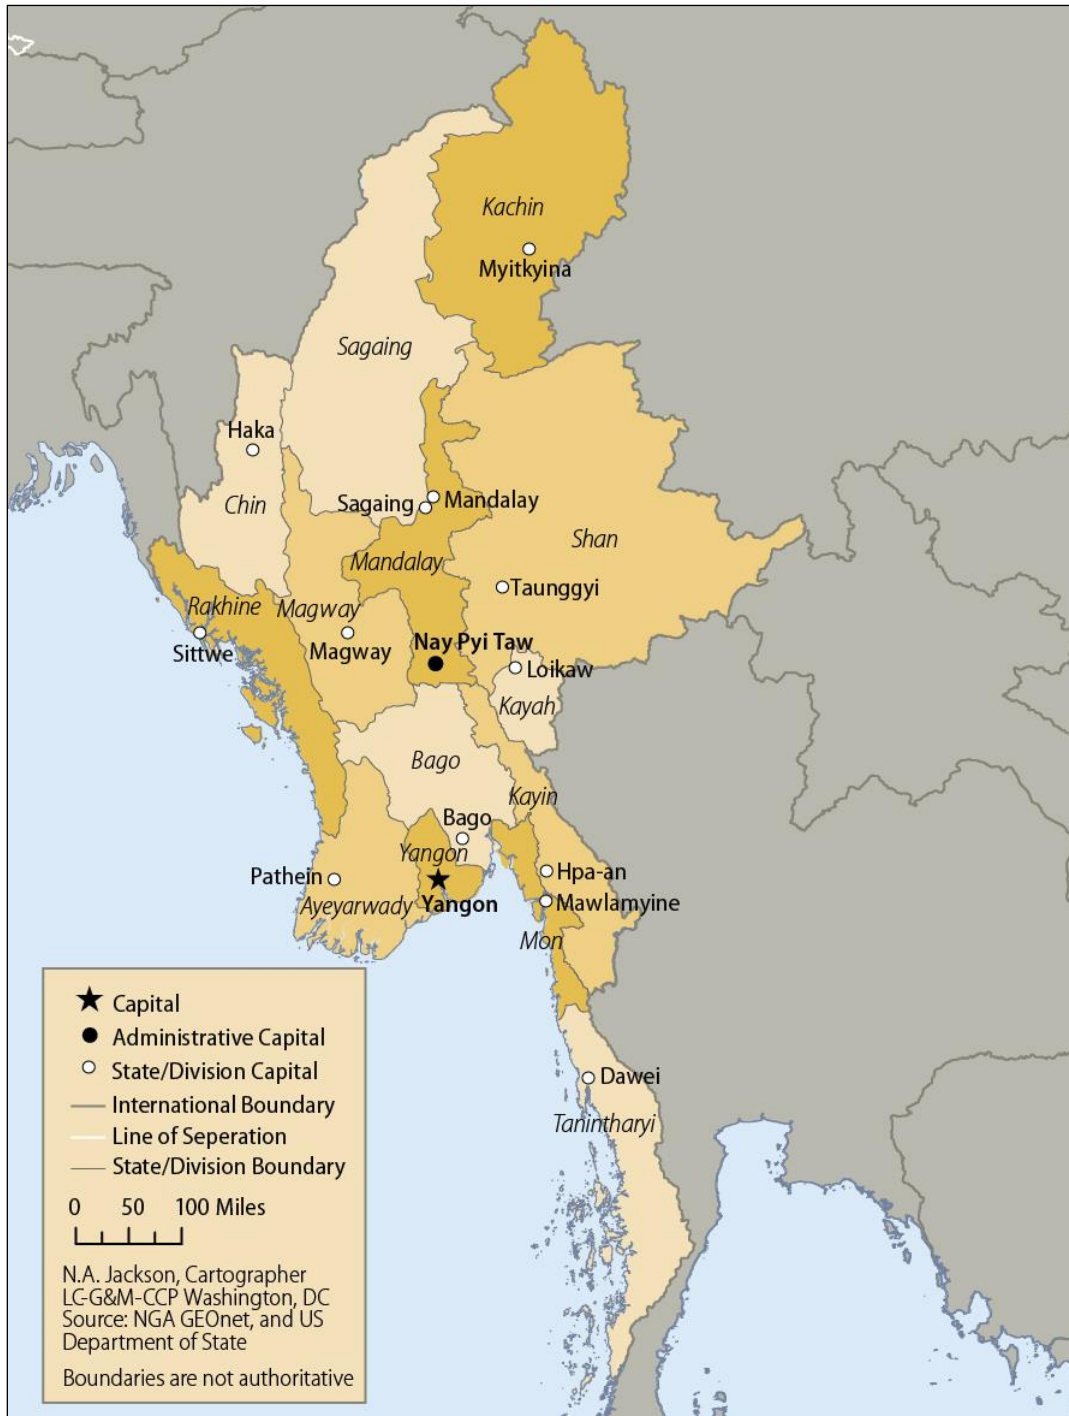 Kachin
Myitkyina
Sagaing
Haka
Chin
Sagaing
Mandalay
Shan
Mandalay
Taunggyi
Rakhine
Magway
Sittwe
Magway
Nay Pyi Taw
Loikaw
Kayah
Bago
Kayin
Bago
Yangon
Pathein
Hpa-an
Ayeyarwady
Yangon
Mawlamyine
Mon
Capital
Administrative Capital
State/Division Capital
International Boundary
Line of Seperation
State/Division Boundary
0 50 100 Miles
N.A. Jackson, Cartographer
LC-G&M-CCP Washington, DC
Source: NGA GEOnet, and US
Department of State
Boundaries are not authoritative
Dawei
Tanintharyi